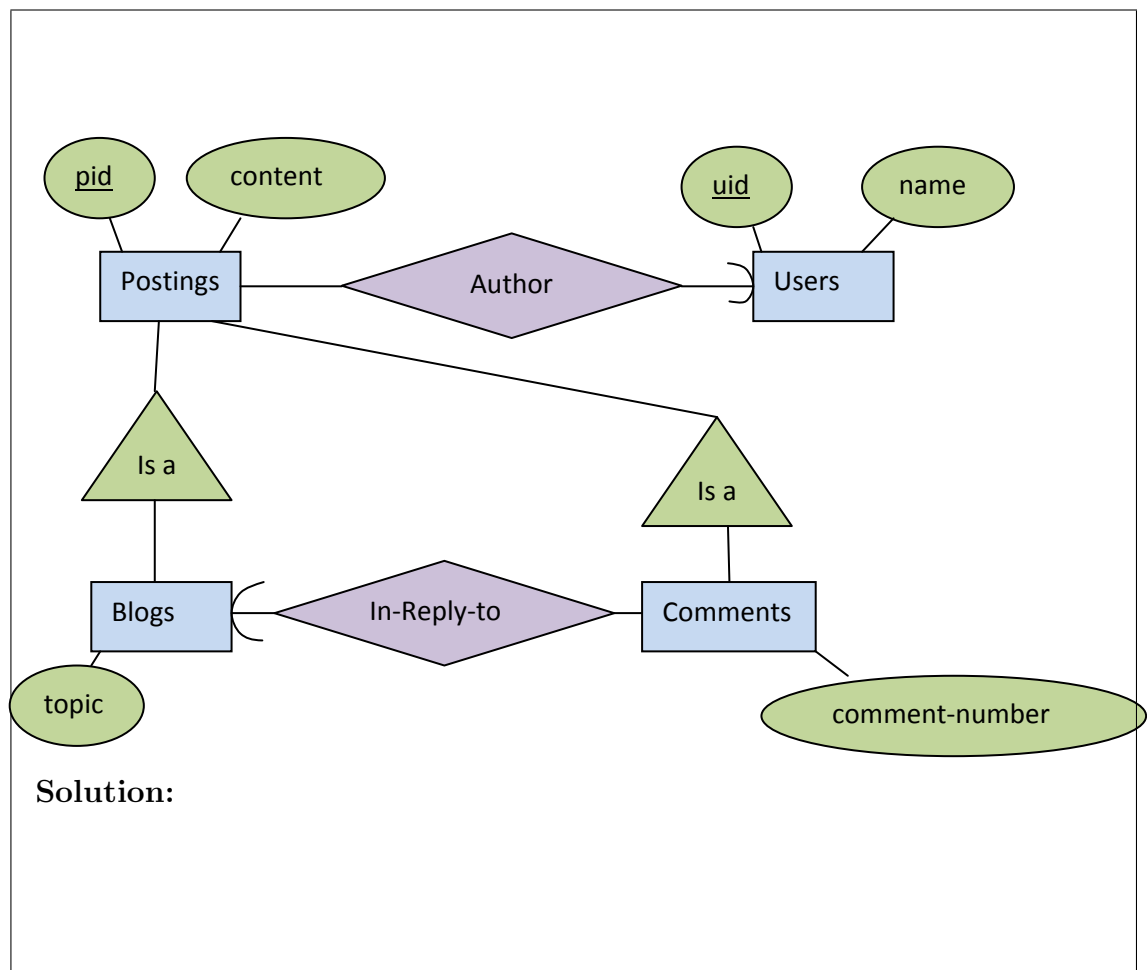 pid
content
uid
name
Postings
Author
Users
Is a
Is a
Blogs
In-Reply-to
Comments
topic
comment-number
Solution: